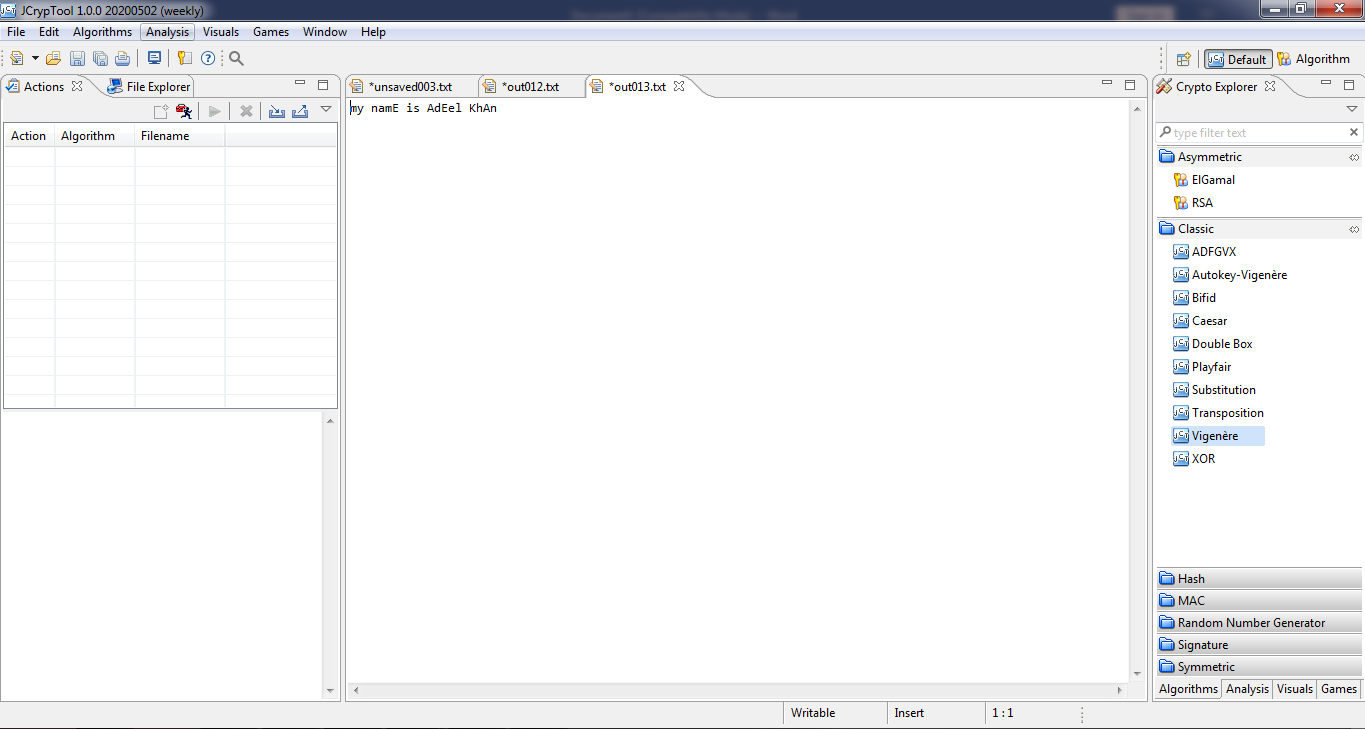 JCrypTool 1.0.0 20200502 (weekly)
File Edit Algorithms Analysis Visuals Games Window Help
Default Algorithm
Actions File Explorer
*unsaved003.txt *out012.txt *out013.txt
Crypto Explorer
Action Algorithm Filename
my namE is AdEel KhAn
type filter text
Asymmetric
ElGamal
RSA
Classic
ADFGVX
Autokey-Vigenère
Bifid
Caesar
Double Box
Playfair
Substitution
Transposition
Vigenère
XOR
Hash
MAC
Random Number Generator
Signature
Symmetric
Algorithms Analysis Visuals Games
Writable Insert 1 : 1